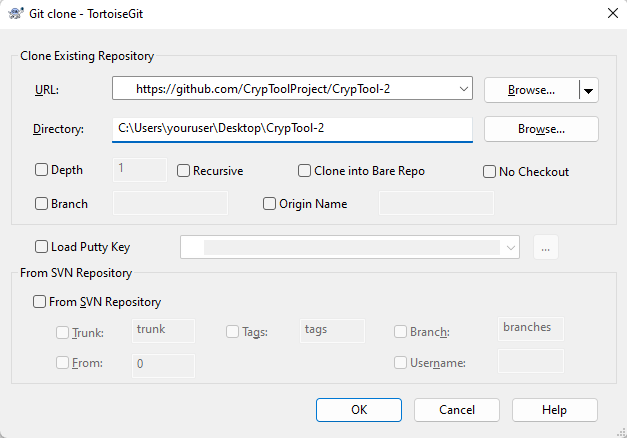 Git clone - TortoiseGit
Clone Existing Repository
URL: https://github.com/CrypToolProject/CrypTool-2 Browse...
Directory: C:\Users\youruser\Desktop\CrypTool-2 Browse...
Depth 1 Recursive Clone into Bare Repo No Checkout
Branch Origin Name
Load Putty Key ...
From SVN Repository
From SVN Repository
Trunk: trunk Tags: tags Branch: branches
From: 0 Username:
OK Cancel Help